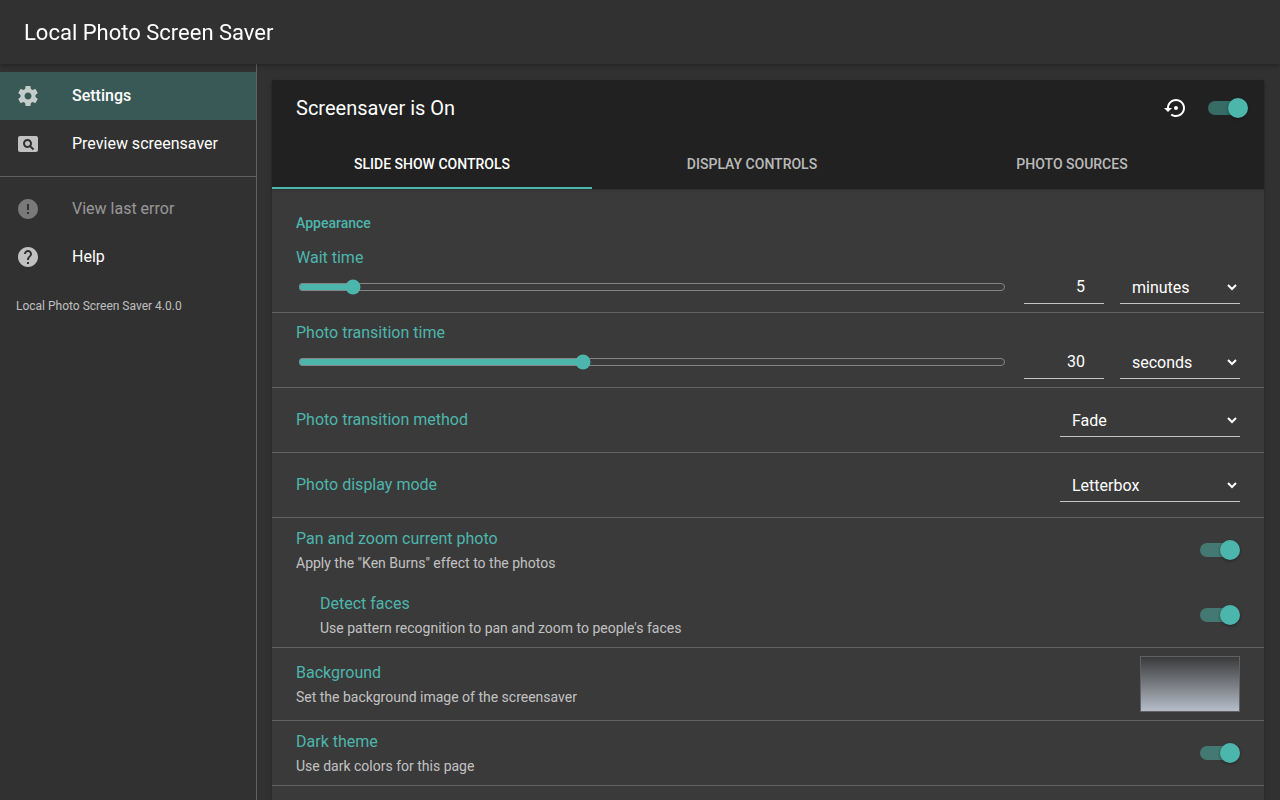 Local Photo Screen Saver
Settings
Preview screensaver
View last error
Help
Local Photo Screen Saver 4.0.0
Screensaver is On
SLIDE SHOW CONTROLS
DISPLAY CONTROLS
PHOTO SOURCES
Appearance
Wait time
5 minutes
Photo transition time
30 seconds
Photo transition method
Fade
Photo display mode
Letterbox
Pan and zoom current photo
Apply the "Ken Burns" effect to the photos
Detect faces
Use pattern recognition to pan and zoom to people's faces
Background
Set the background image of the screensaver
Dark theme
Use dark colors for this page